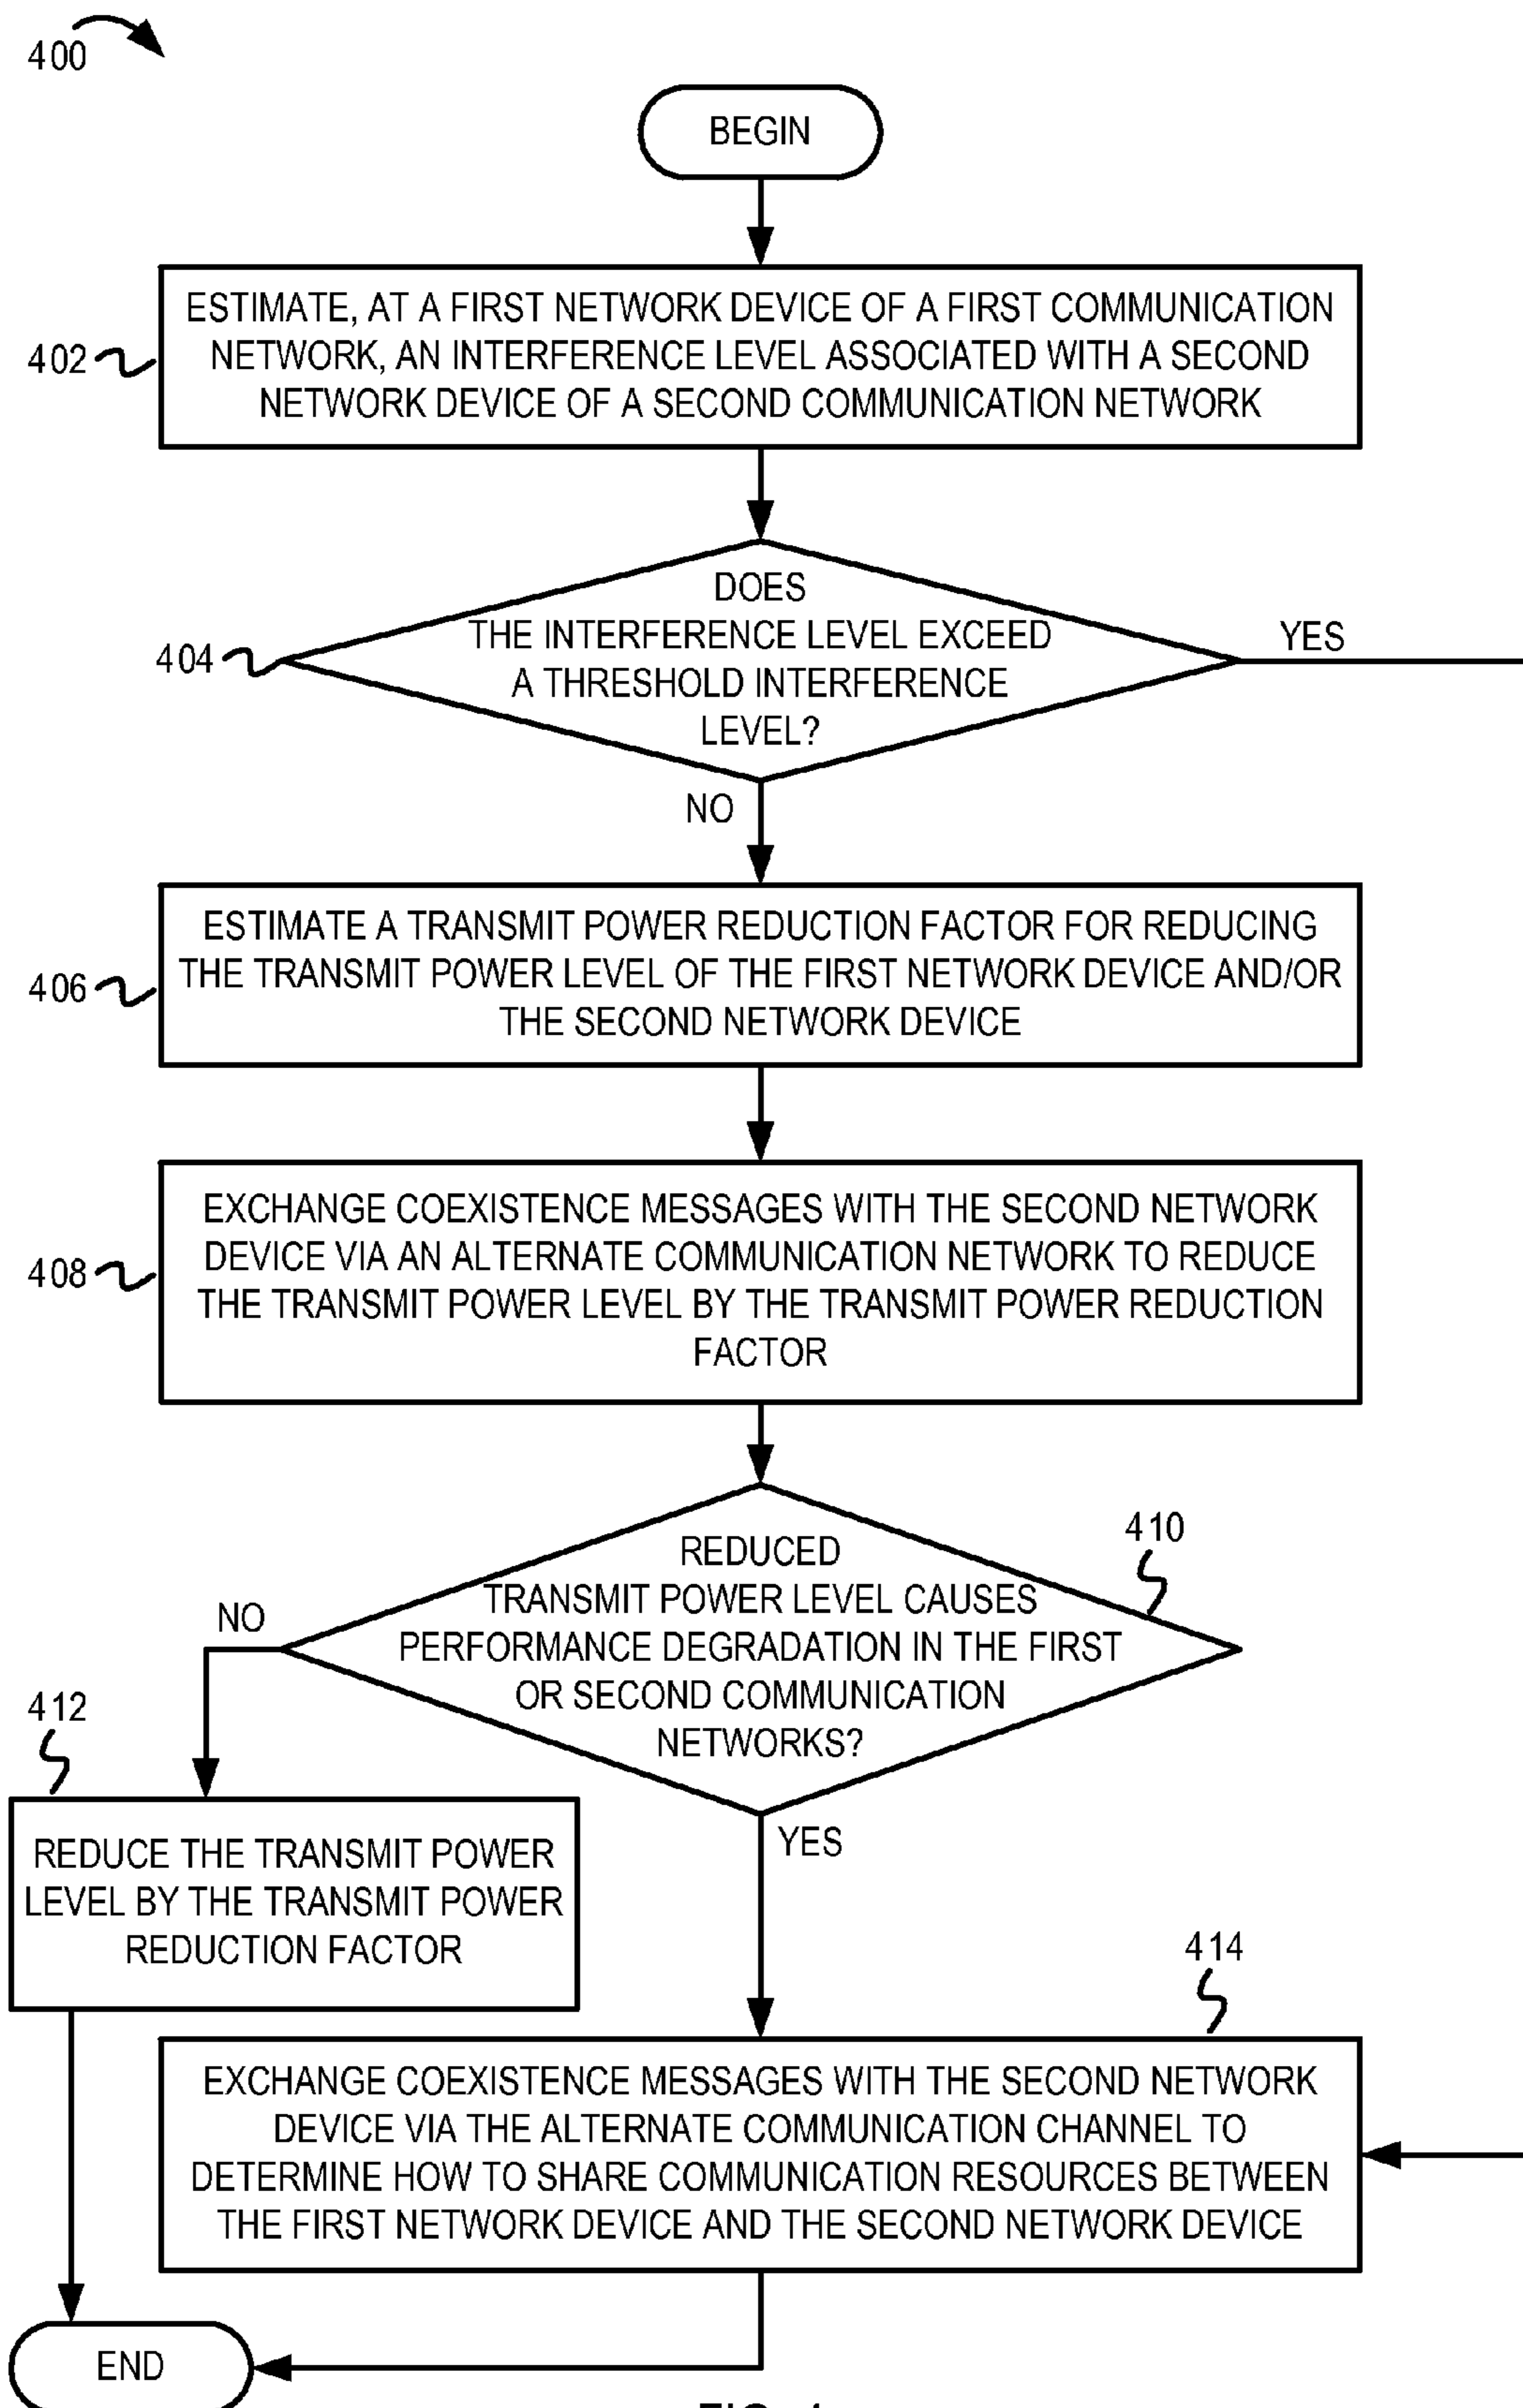 400
BEGIN
402
ESTIMATE, AT A FIRST NETWORK DEVICE OF A FIRST COMMUNICATION
NETWORK, AN INTERFERENCE LEVEL ASSOCIATED WITH A SECOND
NETWORK DEVICE OF A SECOND COMMUNICATION NETWORK
404
DOES
THE INTERFERENCE LEVEL EXCEED
A THRESHOLD INTERFERENCE
LEVEL?
YES
NO
406
ESTIMATE A TRANSMIT POWER REDUCTION FACTOR FOR REDUCING
THE TRANSMIT POWER LEVEL OF THE FIRST NETWORK DEVICE AND/OR
THE SECOND NETWORK DEVICE
408
EXCHANGE COEXISTENCE MESSAGES WITH THE SECOND NETWORK
DEVICE VIA AN ALTERNATE COMMUNICATION NETWORK TO REDUCE
THE TRANSMIT POWER LEVEL BY THE TRANSMIT POWER REDUCTION
FACTOR
410
REDUCED
TRANSMIT POWER LEVEL CAUSES
PERFORMANCE DEGRADATION IN THE FIRST
OR SECOND COMMUNICATION
NETWORKS?
NO
YES
412
REDUCE THE TRANSMIT POWER
LEVEL BY THE TRANSMIT POWER
REDUCTION FACTOR
414
EXCHANGE COEXISTENCE MESSAGES WITH THE SECOND NETWORK
DEVICE VIA THE ALTERNATE COMMUNICATION CHANNEL TO
DETERMINE HOW TO SHARE COMMUNICATION RESOURCES BETWEEN
THE FIRST NETWORK DEVICE AND THE SECOND NETWORK DEVICE
END